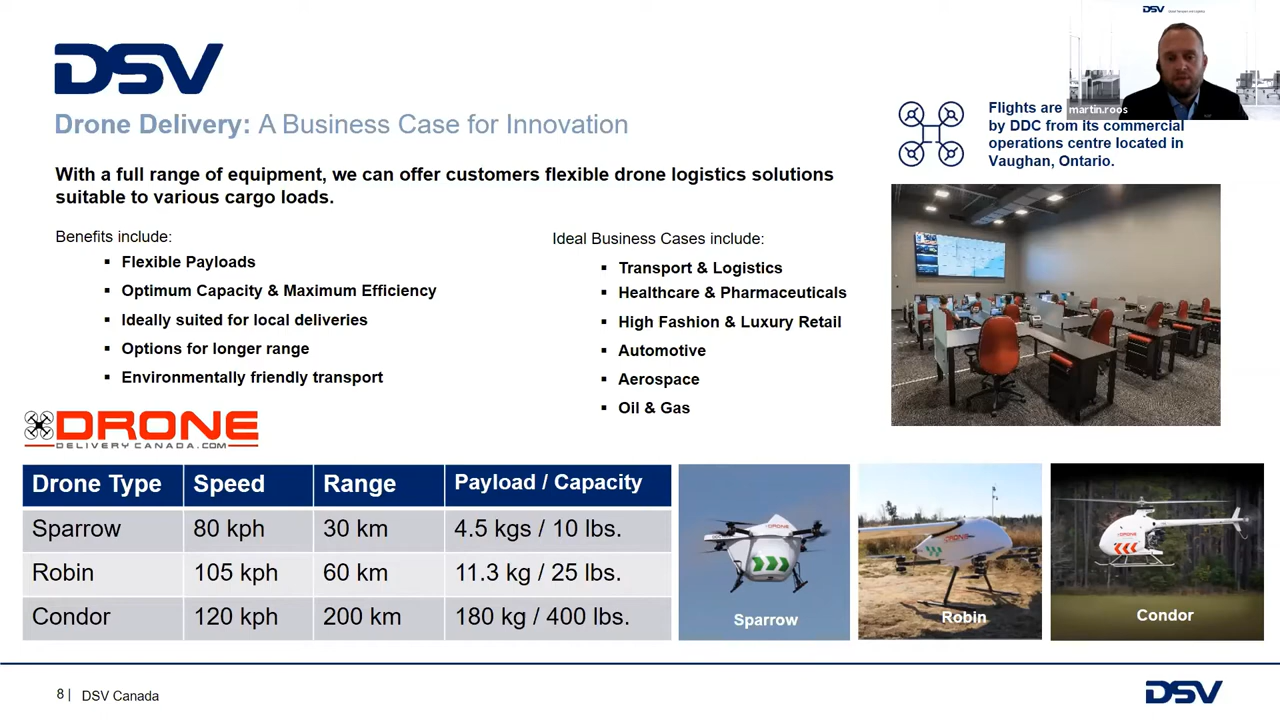 DSV
DSV
martin.roos
Drone Delivery: A Business Case for Innovation
Flights are
by DDC from its commercial
operations centre located in
Vaughan, Ontario.
With a full range of equipment, we can offer customers flexible drone logistics solutions
suitable to various cargo loads.
Benefits include:
▪ Flexible Payloads
▪ Optimum Capacity & Maximum Efficiency
▪ Ideally suited for local deliveries
▪ Options for longer range
▪ Environmentally friendly transport
Ideal Business Cases include:
▪ Transport & Logistics
▪ Healthcare & Pharmaceuticals
▪ High Fashion & Luxury Retail
▪ Automotive
▪ Aerospace
▪ Oil & Gas
DRONE
DELIVERYCANADA.COM
Drone Type Speed Range Payload / Capacity
Sparrow 80 kph 30 km 4.5 kgs / 10 lbs.
Robin 105 kph 60 km 11.3 kg / 25 lbs.
Condor 120 kph 200 km 180 kg / 400 lbs.
DRONE
Sparrow
DRONE
Robin
DRONE
Condor
8 | DSV Canada
DSV